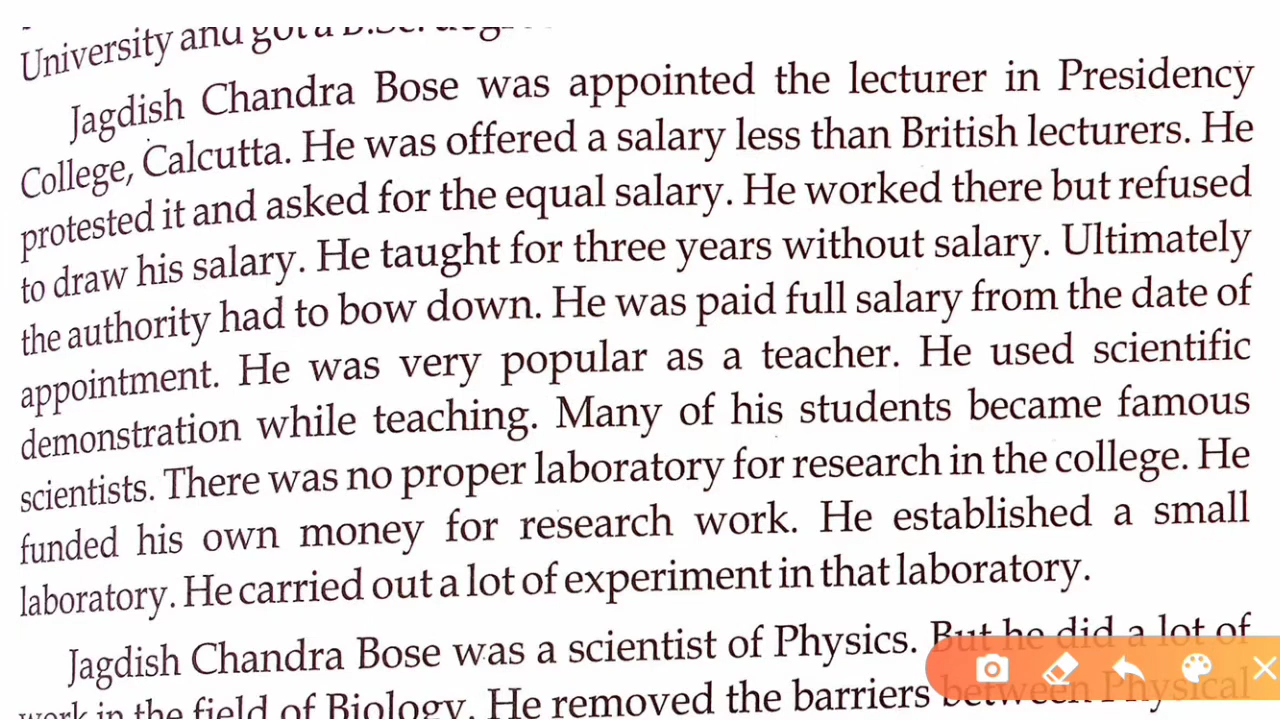 University and got a B.Sc.
Jagdish Chandra Bose was appointed the lecturer in Presidency
College, Calcutta. He was offered a salary less than British lecturers. He
protested it and asked for the equal salary. He worked there but refused
to draw his salary. He taught for three years without salary. Ultimately
the authority had to bow down. He was paid full salary from the date of
appointment. He was very popular as a teacher. He used scientific
demonstration while teaching. Many of his students became famous
scientists. There was no proper laboratory for research in the college. He
funded his own money for research work. He established a small
laboratory. He carried out a lot of experiment in that laboratory.
Jagdish Chandra Bose was a scientist of Physics. But he did a lot of
work in the field of Biology. He removed the barriers between Physical